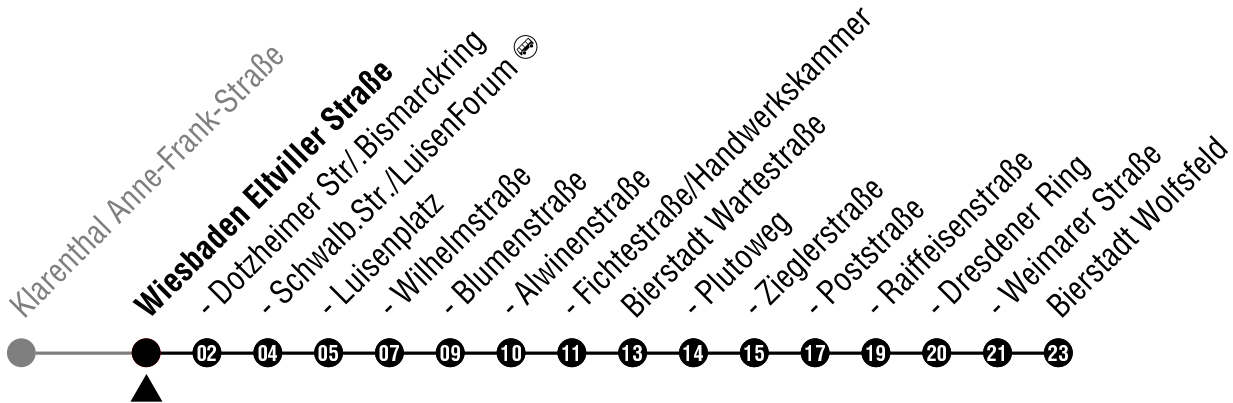 Klarenthal Anne-Frank-Straße
Wiesbaden Eltviller Straße
- Dotzheimer Str/.Bismarckring
- Schwalb.Str./LuisenForum
- Luisenplatz
- Wilhelmstraße
- Blumenstraße
- Alwinenstraße
- Fichtestraße/Handwerkskammer
Bierstadt Wartestraße
- Plutoweg
- Zieglerstraße
- Poststraße
- Raiffeisenstraße
- Dresdener Ring
- Weimarer Straße
Bierstadt Wolfsfeld
02 04 05 07 09 10 11 13 14 15 17 19 20 21 23